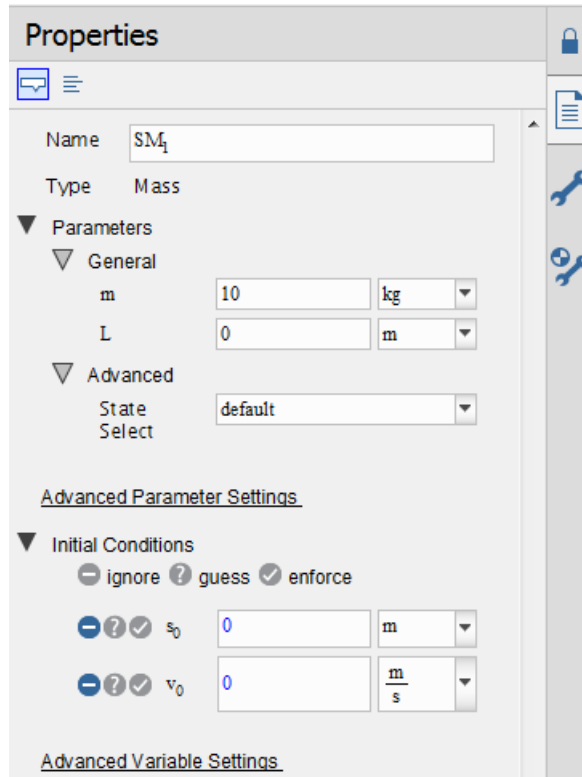 Properties
Name SM1
Type Mass
Parameters
General
m 10 kg
L 0 m
Advanced
State Select default
Advanced Parameter Settings
Initial Conditions
ignore ? guess enforce
? s0 0 m
? v0 0 m/s
Advanced Variable Settings